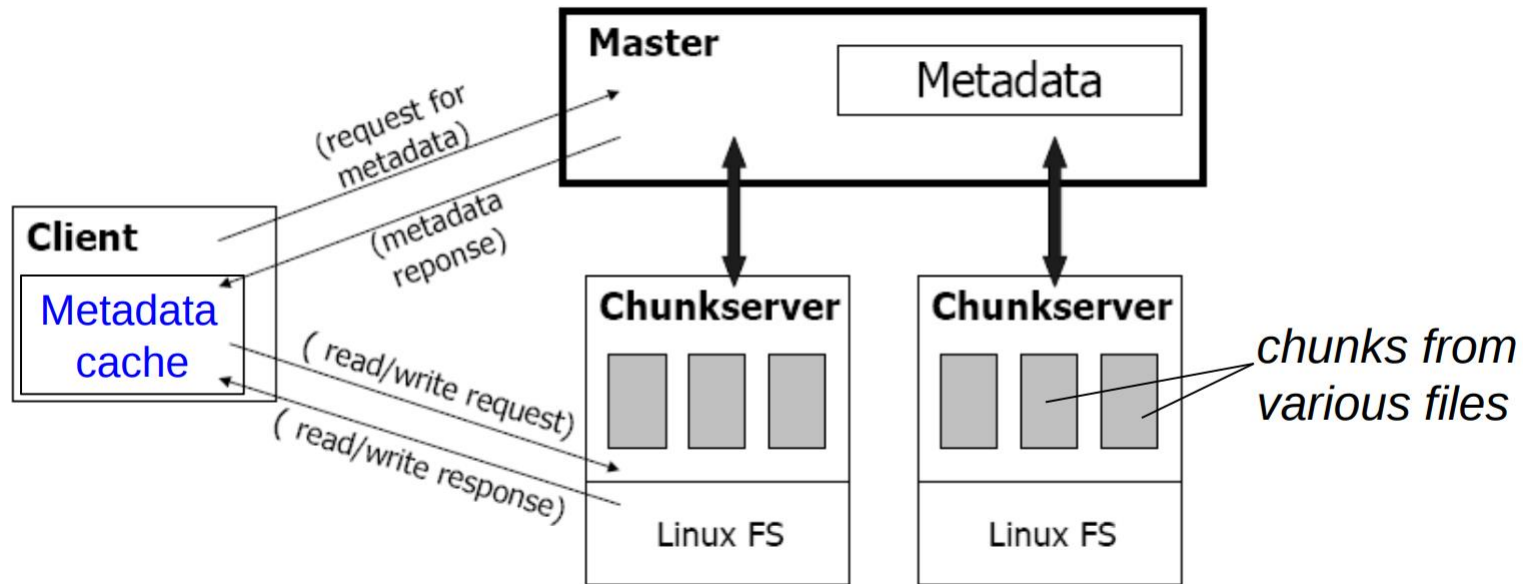 Master
Metadata
(request for
metadata)
(metadata
reponse)
Client
Metadata
cache
( read/write request)
( read/write response)
Chunkserver
Linux FS
Chunkserver
Linux FS
chunks from
various files